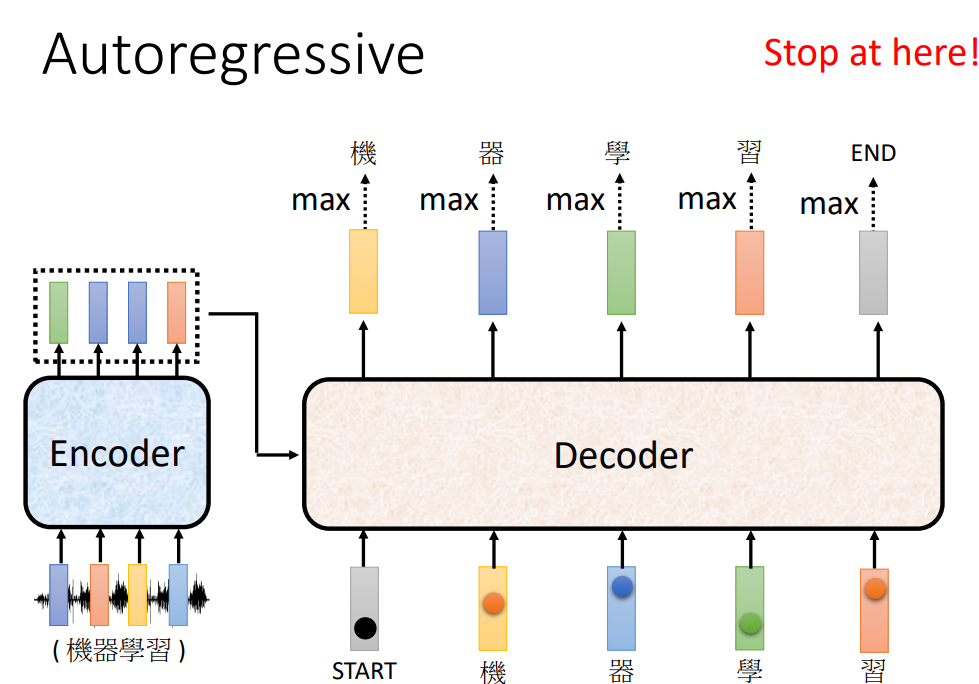 Autoregressive
Stop at here!
機 器 學 習 END
max max max max max
Encoder
Decoder
( 機器學習 )
START 機 器 學 習